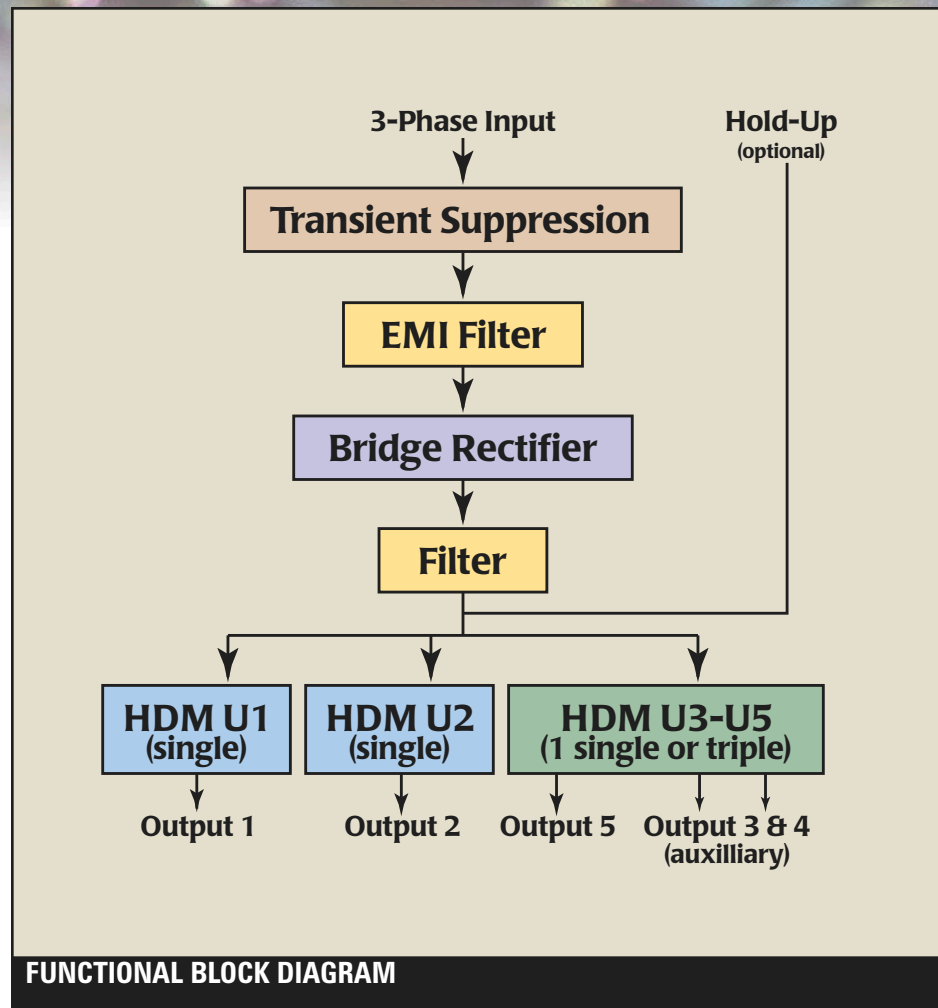 3-Phase Input
Hold-Up
(optional)
Transient Suppression
EMI Filter
Bridge Rectifier
Filter
HDM U1
(single)
HDM U2
(single)
HDM U3-U5
(1 single or triple)
Output 1
Output 2
Output 5
Output 3 & 4
(auxilliary)
FUNCTIONAL BLOCK DIAGRAM